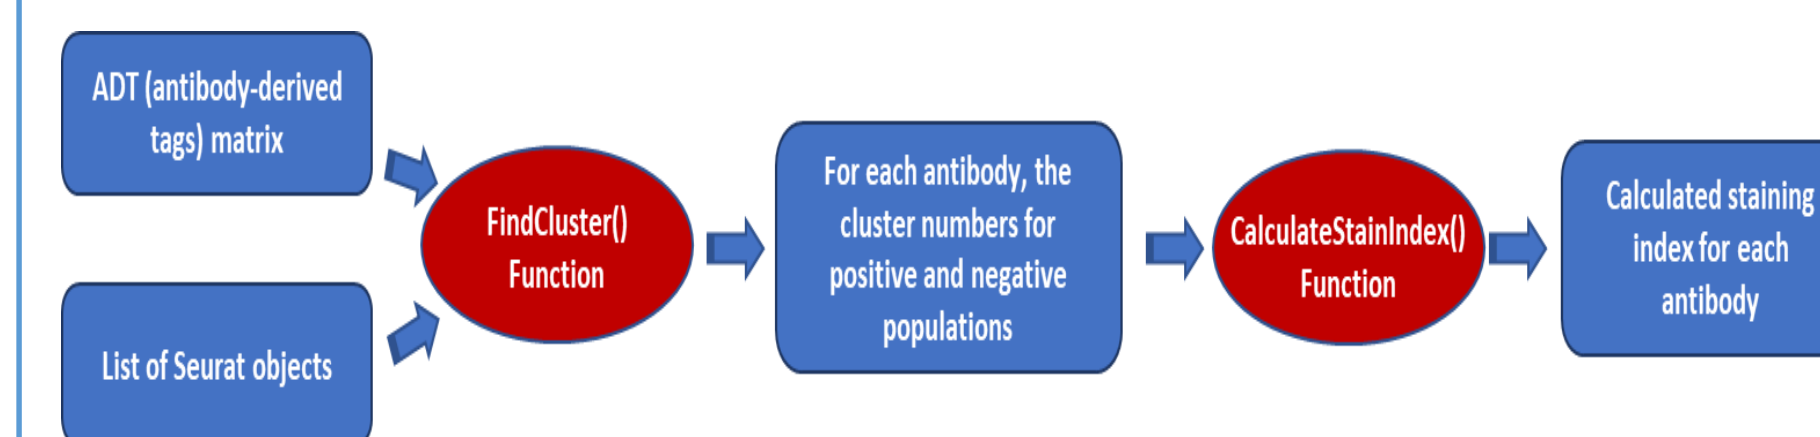 ADT (antibody-derived
tags) matrix
List of Seurat objects
FindCluster()
Function
For each antibody, the
cluster numbers for
positive and negative
populations
CalculateStainIndex()
Function
Calculated staining
index for each
antibody